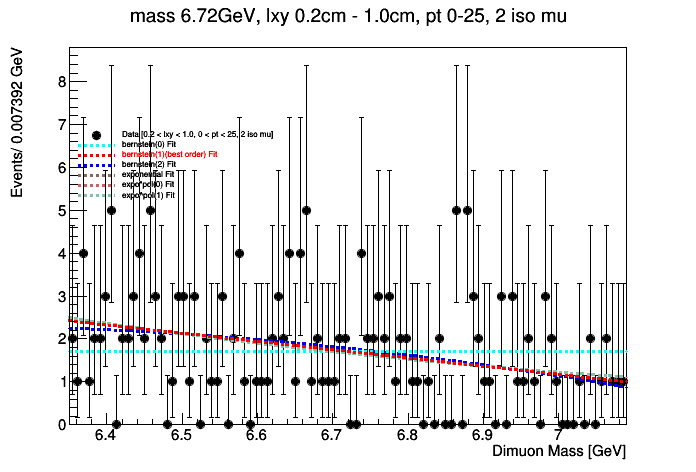 mass 6.72GeV, lxy 0.2cm - 1.0cm, pt 0-25, 2 iso mu
Events/ 0.007392 GeV
8
7
6
5
4
3
2
1
0
Data [0.2 < lxy < 1.0, 0 < pt < 25, 2 iso mu]
bernstein(0) Fit
bernstein(1)(best order) Fit
bernstein(2) Fit
exponential Fit
expo*pol(0) Fit
expo*pol(1) Fit
6.4 6.5 6.6 6.7 6.8 6.9 7
Dimuon Mass [GeV]